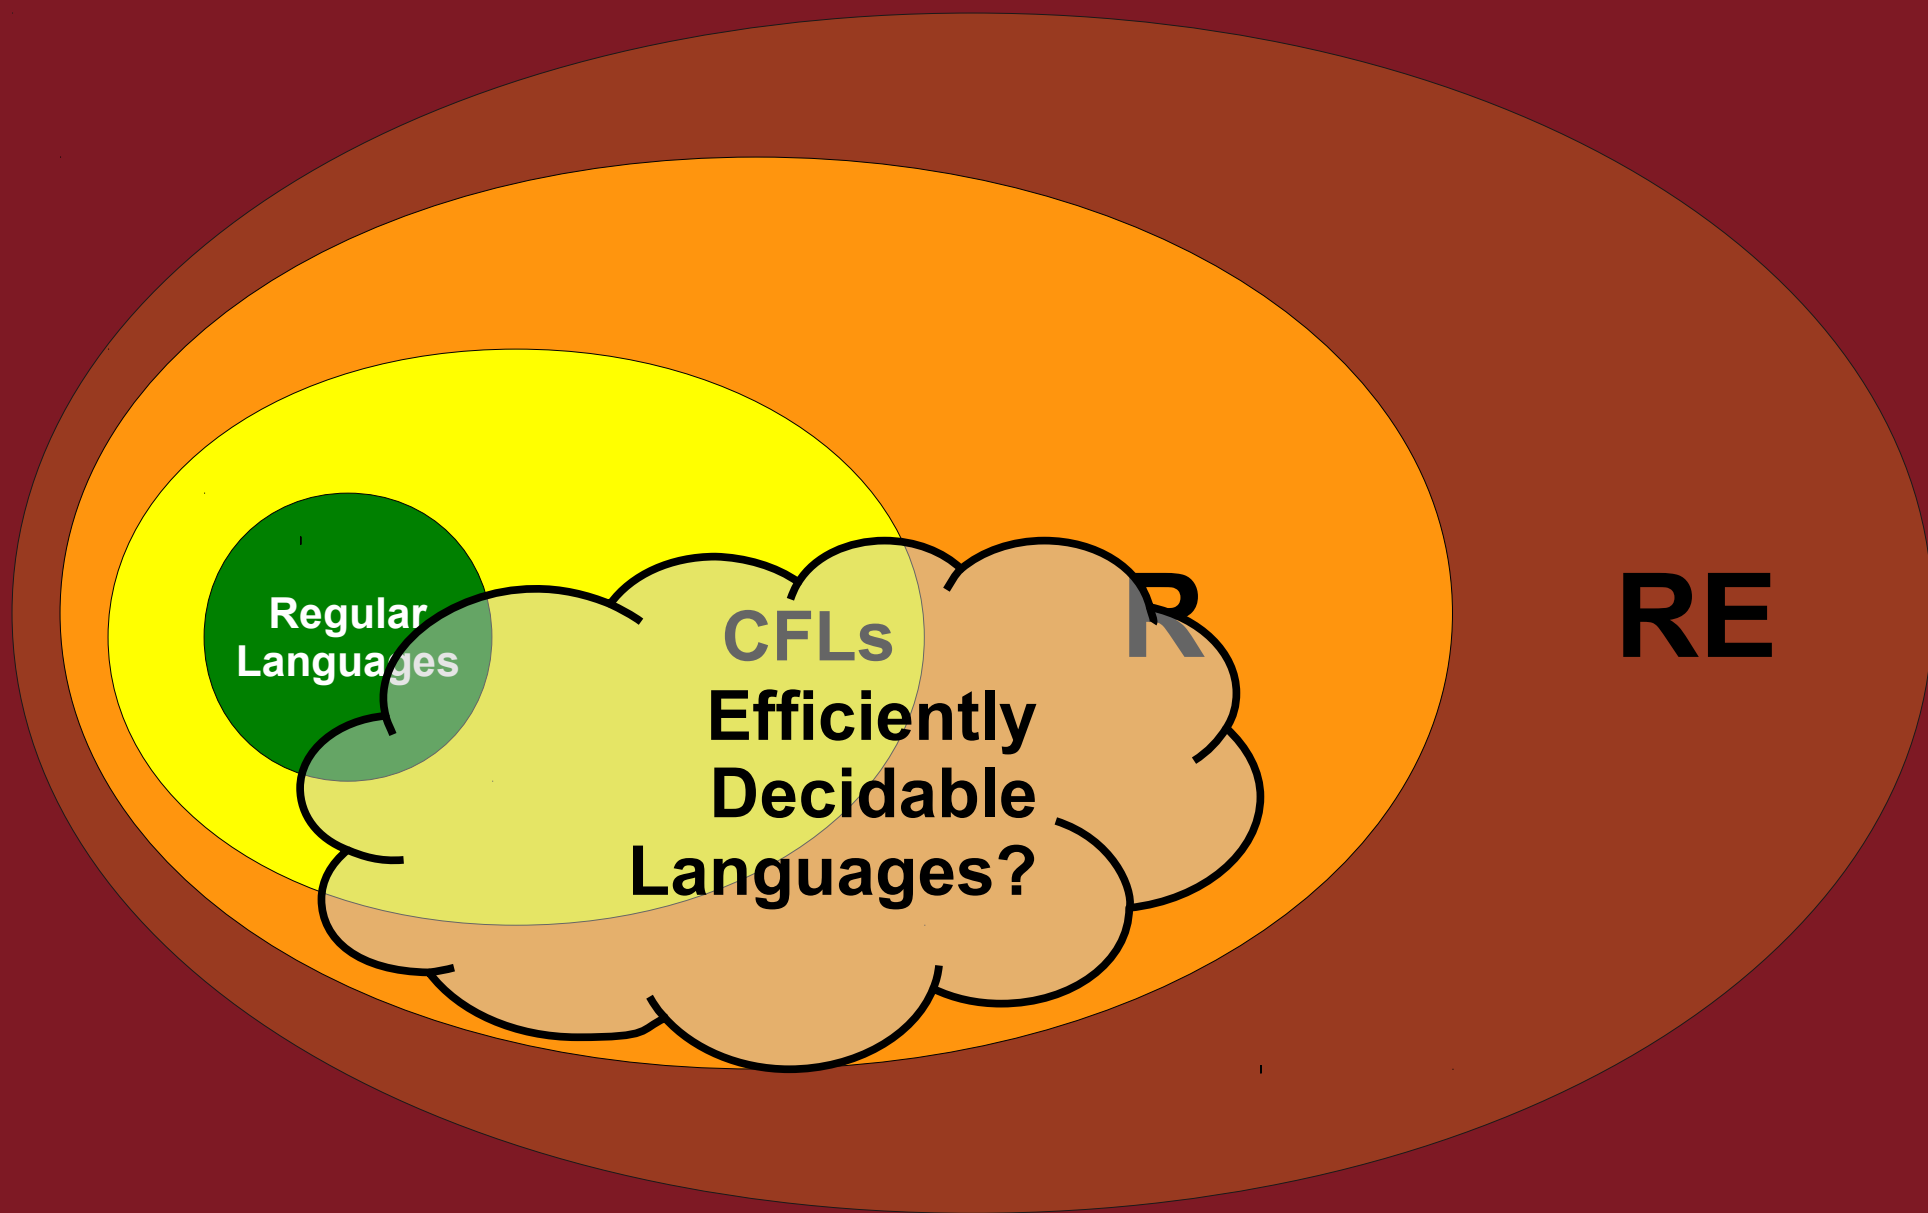 Regular
Languages
CFLs
R
RE
Efficiently
Decidable
Languages?